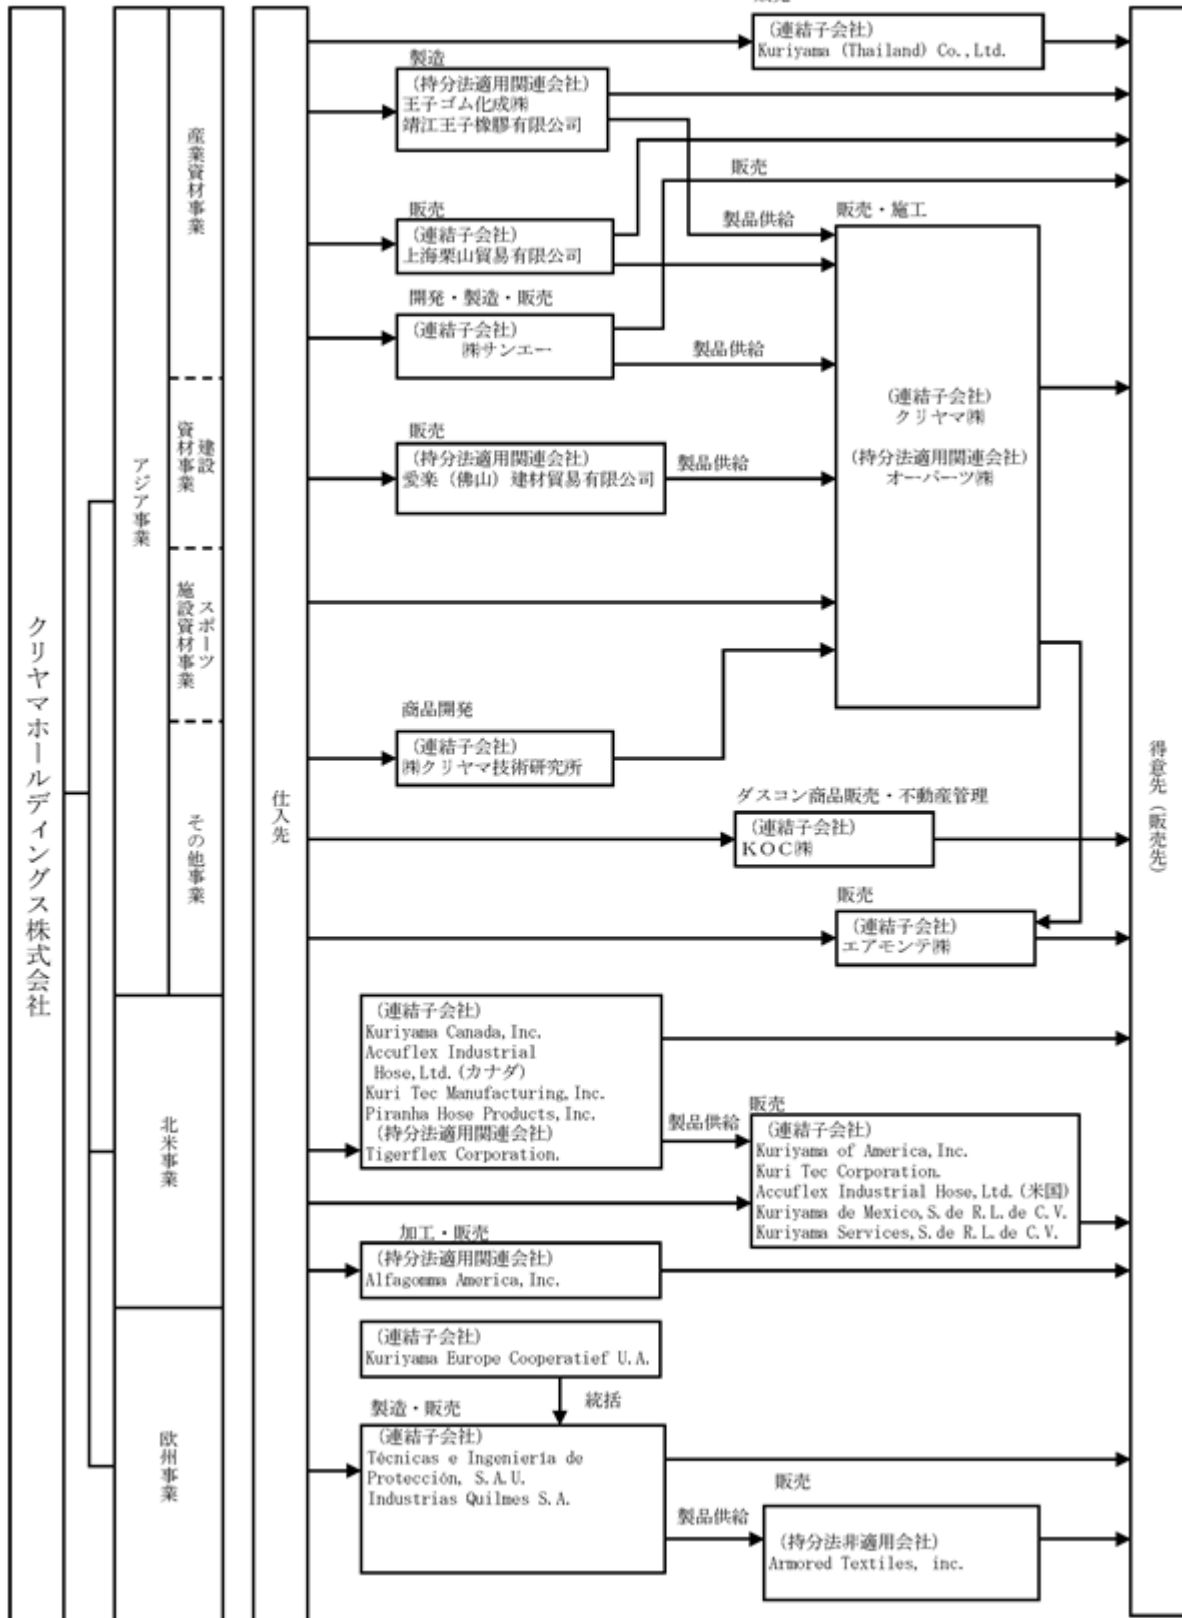 クリヤマホールディングス株式会社
アジア事業
産業資材事業
建設
資材事業
スポーツ
施設資材事業
その他事業
北米事業
欧州事業
仕入先
得意先（販売先）
(連結子会社)
Kuriyama (Thailand) Co., Ltd.
製造
(持分法適用関連会社)
王子ゴム化成㈱
靖江王子橡膠有限公司
販売
製品供給
販売
(連結子会社)
上海栗山貿易有限公司
販売・施工
(連結子会社)
クリヤマ㈱
(持分法適用関連会社)
オーパーツ㈱
開発・製造・販売
(連結子会社)
㈱サンエー
製品供給
販売
(持分法適用関連会社)
愛楽（佛山）建材貿易有限公司
製品供給
商品開発
(連結子会社)
㈱クリヤマ技術研究所
ダスコン商品販売・不動産管理
(連結子会社)
KOC㈱
販売
(連結子会社)
エアモンテ㈱
(連結子会社)
Kuriyama Canada, Inc.
Accuflex Industrial
Hose, Ltd. (カナダ)
Kuri Tec Manufacturing, Inc.
Piranha Hose Products, Inc.
(持分法適用関連会社)
Tigerflex Corporation.
製品供給
販売
(連結子会社)
Kuriyama of America, Inc.
Kuri Tec Corporation.
Accuflex Industrial Hose, Ltd. (米国)
Kuriyama de Mexico, S. de R. L. de C. V.
Kuriyama Services, S. de R. L. de C. V.
加工・販売
(持分法適用関連会社)
Alfagomma America, Inc.
(連結子会社)
Kuriyama Europe Cooperatief U. A.
統括
製造・販売
(連結子会社)
Técnicas e Ingeniería de
Protección, S. A. U.
Industrias Quilmes S. A.
製品供給
販売
(持分法非適用会社)
Armored Textiles, inc.